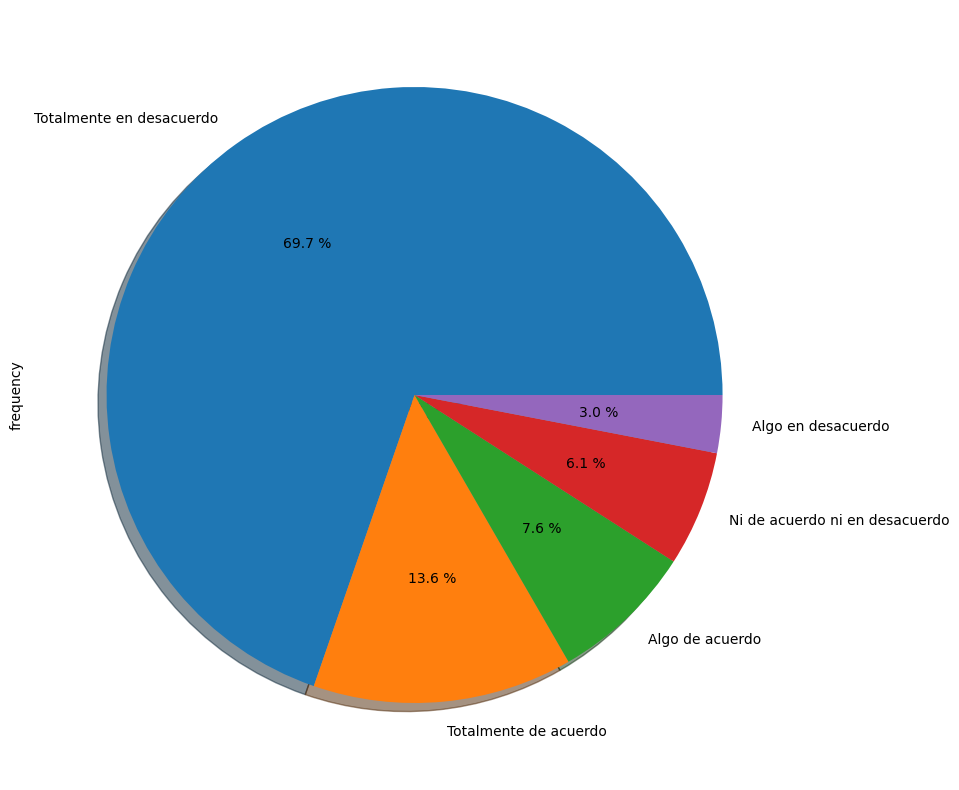 Totalmente en desacuerdo
69.7 %
frequency
3.0 %
Algo en desacuerdo
6.1 %
Ni de acuerdo ni en desacuerdo
7.6 %
13.6 %
Algo de acuerdo
Totalmente de acuerdo